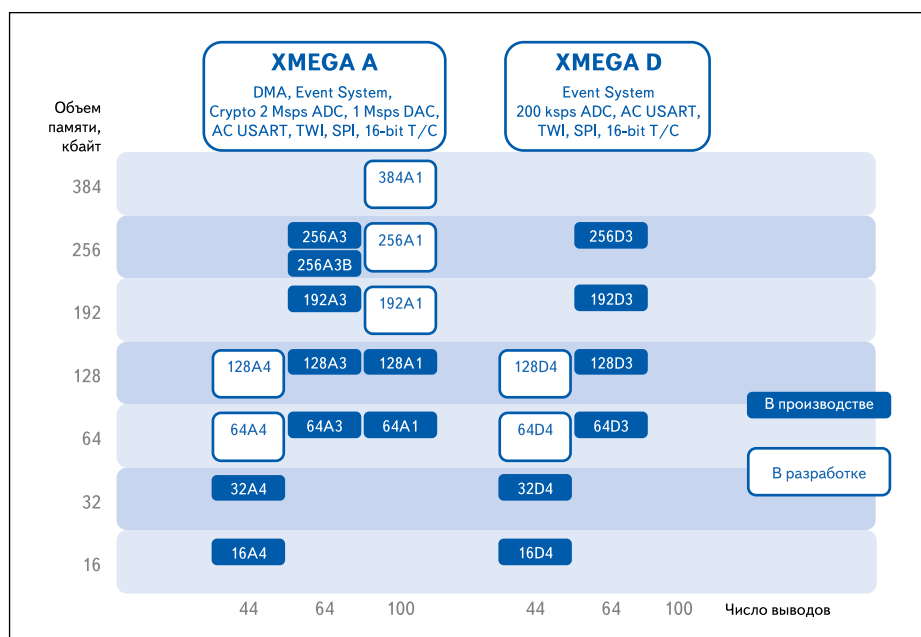 XMEGA A
DMA, Event System,
Crypto 2 Msps ADC, 1 Msps DAC,
AC USART, TWI, SPI, 16-bit T/C
XMEGA D
Event System
200 ksps ADC, AC USART,
TWI, SPI, 16-bit T/C
Объем
памяти,
кбайт
384
384A1
256
256A3
256A1
256D3
256A3B
192
192A3
192A1
192D3
128
128A4
128A3
128A1
128D4
128D3
В производстве
64
64A4
64A3
64A1
64D4
64D3
В разработке
32
32A4
32D4
16
16A4
16D4
44
64
100
44
64
100
Число выводов